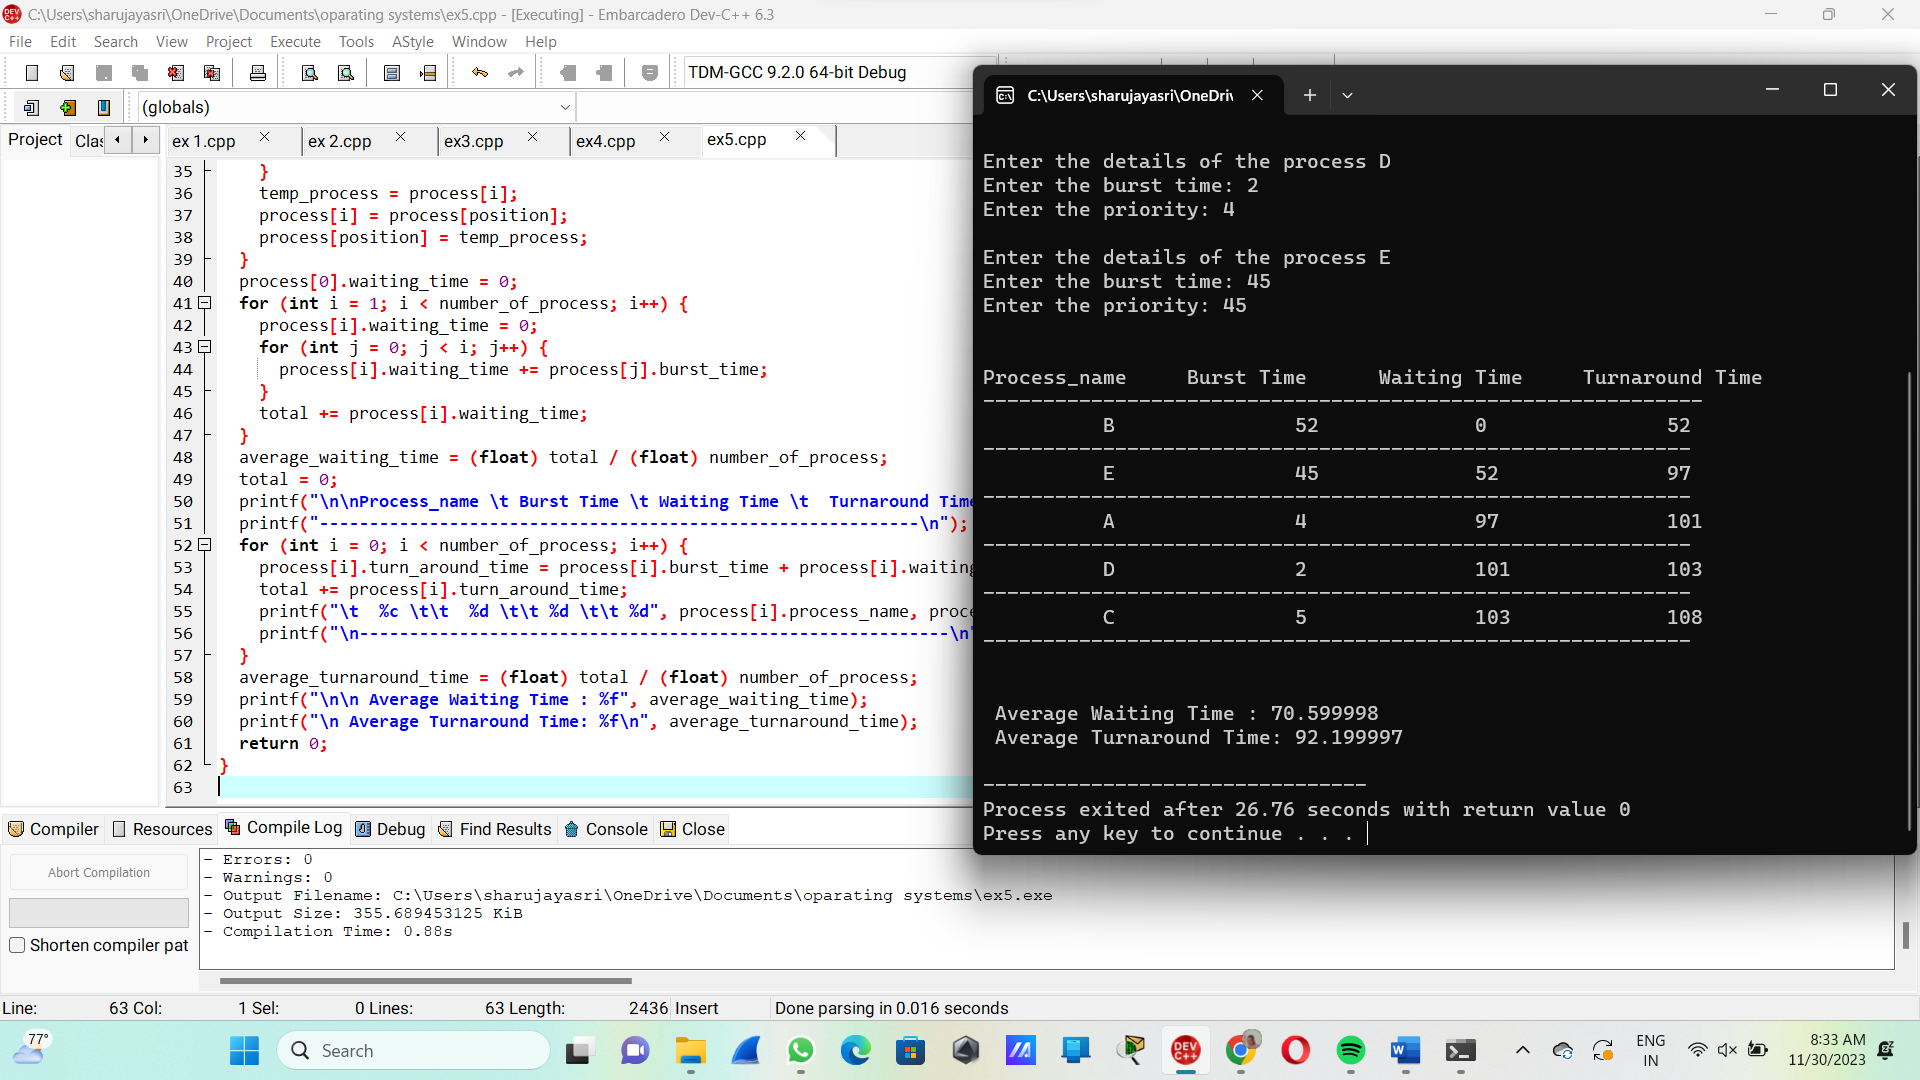 C:\Users\sharujayasri\OneDrive\Documents\oparating systems\ex5.cpp - [Executing] - Embarcadero Dev-C++ 6.3
File Edit Search View Project Execute Tools AStyle Window Help
TDM-GCC 9.2.0 64-bit Debug
(globals)
Project Clas
ex 1.cpp ex 2.cpp ex3.cpp ex4.cpp ex5.cpp
35 }
36 temp_process = process[i];
37 process[i] = process[position];
38 process[position] = temp_process;
39 }
40 process[0].waiting_time = 0;
41 for (int i = 1; i < number_of_process; i++) {
42 process[i].waiting_time = 0;
43 for (int j = 0; j < i; j++) {
44 process[i].waiting_time += process[j].burst_time;
45 }
46 total += process[i].waiting_time;
47 }
48 average_waiting_time = (float) total / (float) number_of_process;
49 total = 0;
50 printf("\n\nProcess_name \t Burst Time \t Waiting Time \t  Turnaround Time
51 printf("------------------------------------------------------------\n");
52 for (int i = 0; i < number_of_process; i++) {
53 process[i].turn_around_time = process[i].burst_time + process[i].waiting
54 total += process[i].turn_around_time;
55 printf("\t  %c \t\t  %d \t\t %d \t\t %d", process[i].process_name, proce
56 printf("\n-----------------------------------------------------------\n"
57 }
58 average_turnaround_time = (float) total / (float) number_of_process;
59 printf("\n\n Average Waiting Time : %f", average_waiting_time);
60 printf("\n Average Turnaround Time: %f\n", average_turnaround_time);
61 return 0;
62 }
63
C:\Users\sharujayasri\OneDriv
Enter the details of the process D
Enter the burst time: 2
Enter the priority: 4
Enter the details of the process E
Enter the burst time: 45
Enter the priority: 45
Process_name Burst Time Waiting Time Turnaround Time
------------------------------------------------------------
B 52 0 52
-----------------------------------------------------------
E 45 52 97
-----------------------------------------------------------
A 4 97 101
-----------------------------------------------------------
D 2 101 103
-----------------------------------------------------------
C 5 103 108
-----------------------------------------------------------
Average Waiting Time : 70.599998
Average Turnaround Time: 92.199997
--------------------------------
Process exited after 26.76 seconds with return value 0
Press any key to continue . . .
Compiler Resources Compile Log Debug Find Results Console Close
Abort Compilation
Shorten compiler pat
- Errors: 0
- Warnings: 0
- Output Filename: C:\Users\sharujayasri\OneDrive\Documents\oparating systems\ex5.exe
- Output Size: 355.689453125 KiB
- Compilation Time: 0.88s
Line: 63 Col: 1 Sel: 0 Lines: 63 Length: 2436 Insert Done parsing in 0.016 seconds
77°
Search
DEV C++
ENG
IN
8:33 AM
11/30/2023